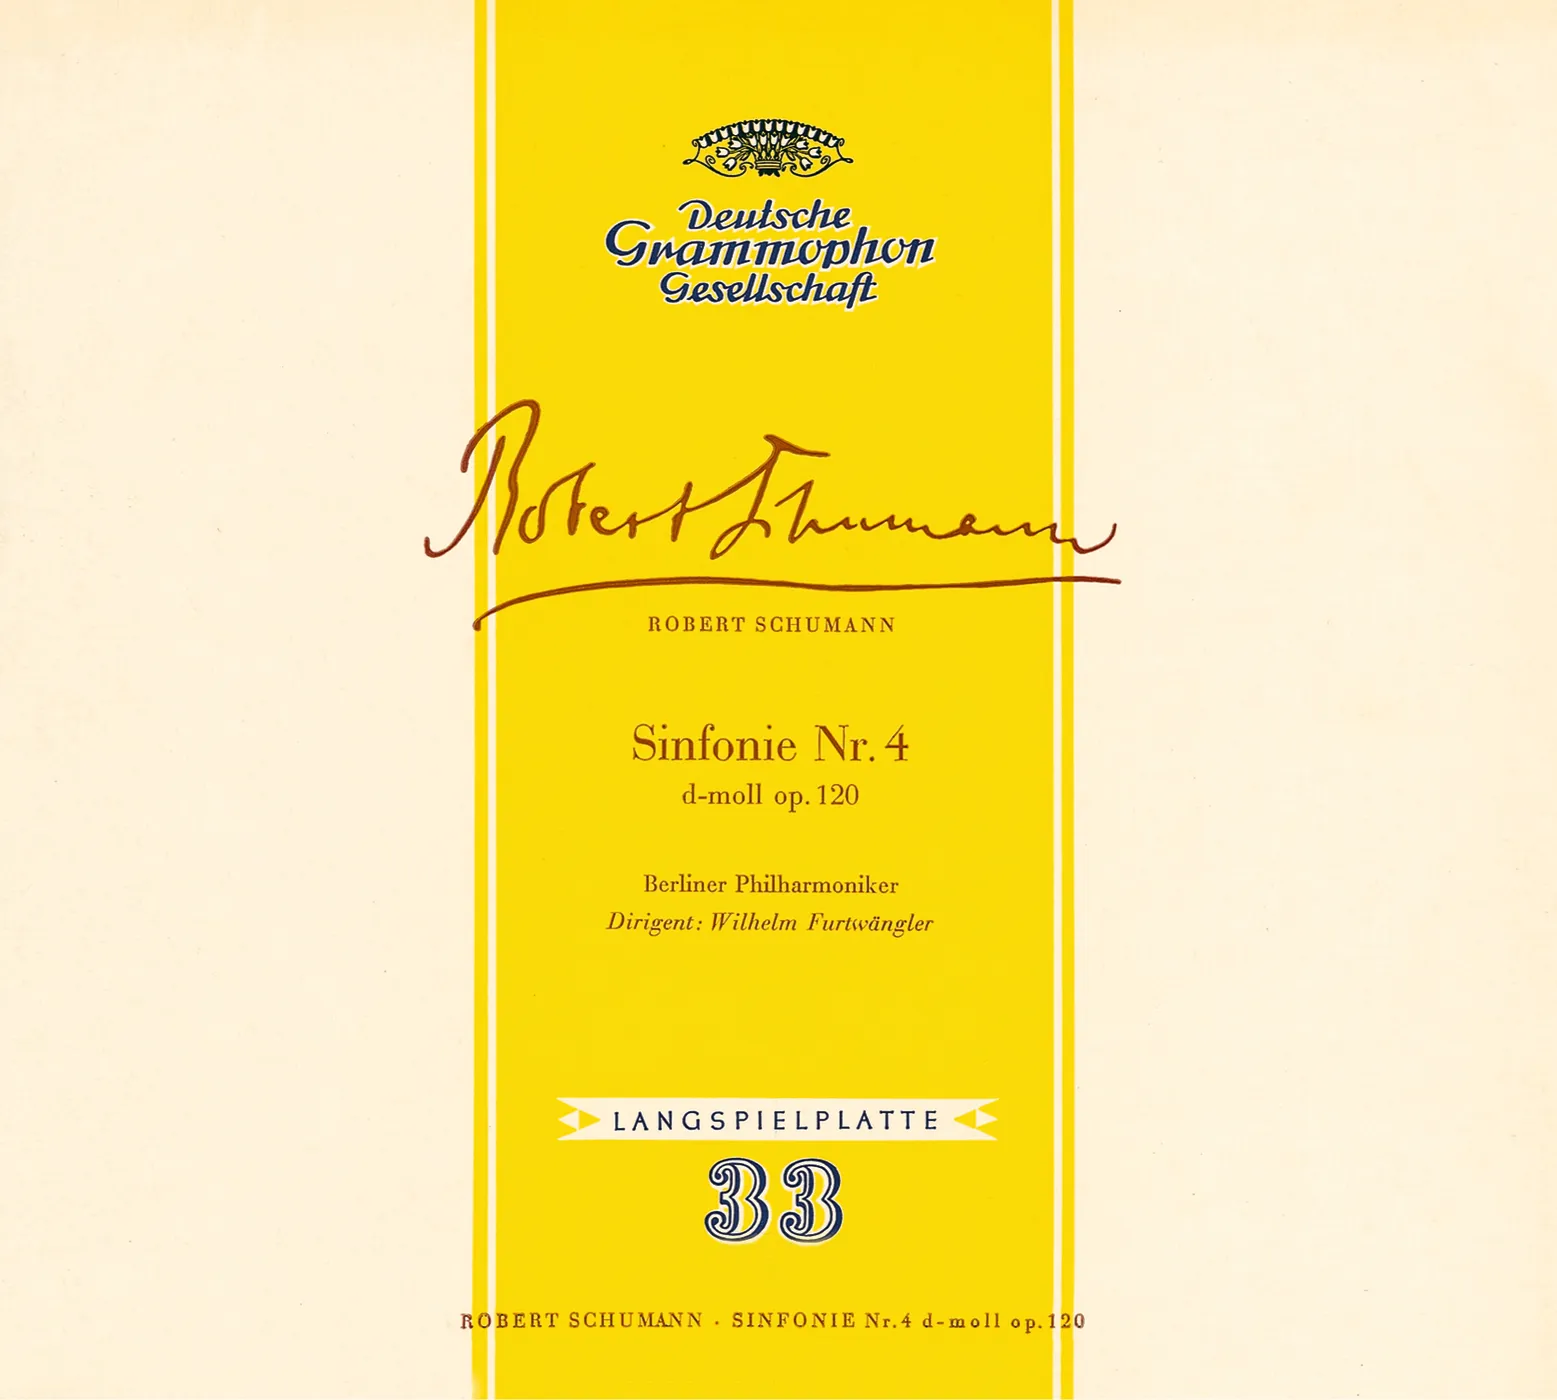 Deutsche
Grammophon
Gesellschaft
Robert Schumann
ROBERT SCHUMANN
Sinfonie Nr. 4
d-moll op. 120
Berliner Philharmoniker
Dirigent: Wilhelm Furtwängler
LANGSPIELPLATTE
33
ROBERT SCHUMANN · SINFONIE Nr. 4 d-moll op. 120